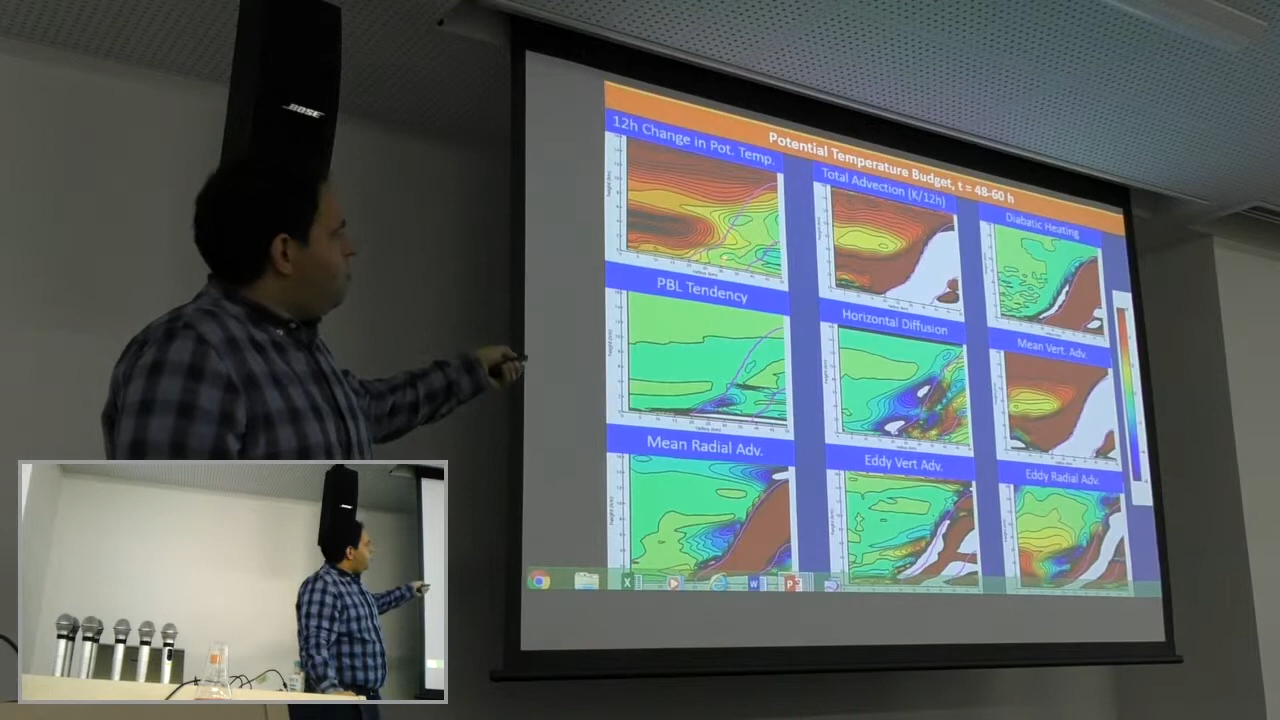 BOSE
Potential Temperature Budget, t = 48-60 h
12h Change in Pot. Temp.
Total Advection (K/12h)
Diabatic Heating
PBL Tendency
Horizontal Diffusion
Mean Vert. Adv.
Mean Radial Adv.
Eddy Vert Adv.
Eddy Radial Adv.